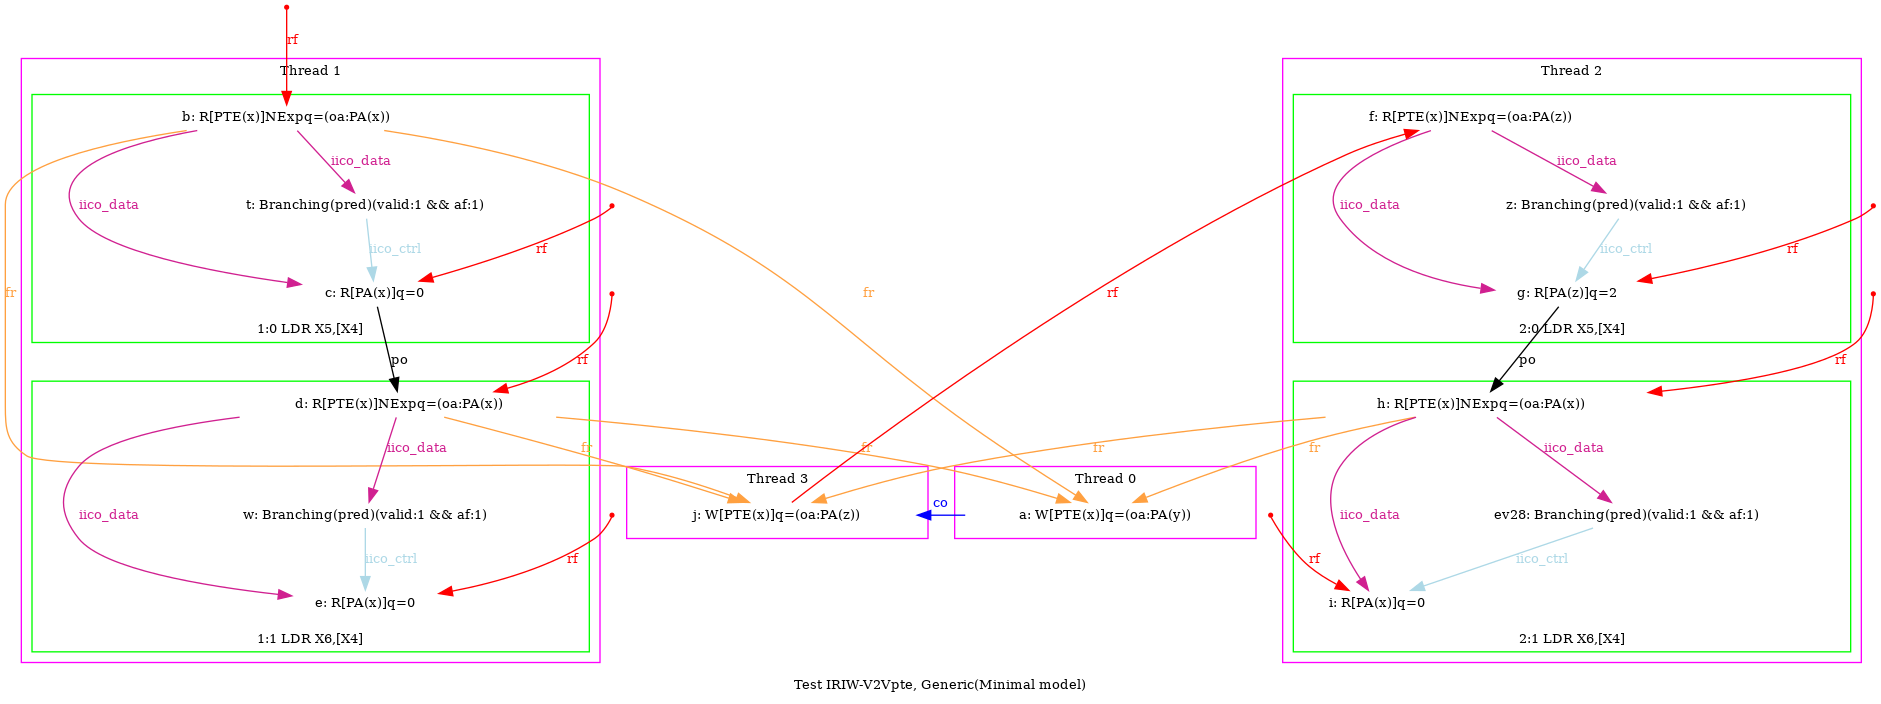 rf
Thread 1
Thread 2
b: R[PTE(x)]NExpq=(oa:PA(x))
f: R[PTE(x)]NExpq=(oa:PA(z))
iico_data
iico_data
iico_data
t: Branching(pred)(valid:1 && af:1)
iico_data
z: Branching(pred)(valid:1 && af:1)
iico_ctrl
rf
iico_ctrl
rf
fr
c: R[PA(x)]q=0
fr
rf
g: R[PA(z)]q=2
1:0 LDR X5,[X4]
2:0 LDR X5,[X4]
po
rf
po
rf
d: R[PTE(x)]NExpq=(oa:PA(x))
h: R[PTE(x)]NExpq=(oa:PA(x))
iico_data
fr
fr
fr
fr
iico_data
Thread 3
Thread 0
co
iico_data
w: Branching(pred)(valid:1 && af:1)
j: W[PTE(x)]q=(oa:PA(z))
a: W[PTE(x)]q=(oa:PA(y))
iico_data
ev28: Branching(pred)(valid:1 && af:1)
iico_ctrl
rf
rf
iico_ctrl
e: R[PA(x)]q=0
i: R[PA(x)]q=0
1:1 LDR X6,[X4]
2:1 LDR X6,[X4]
Test IRIW-V2Vpte, Generic(Minimal model)